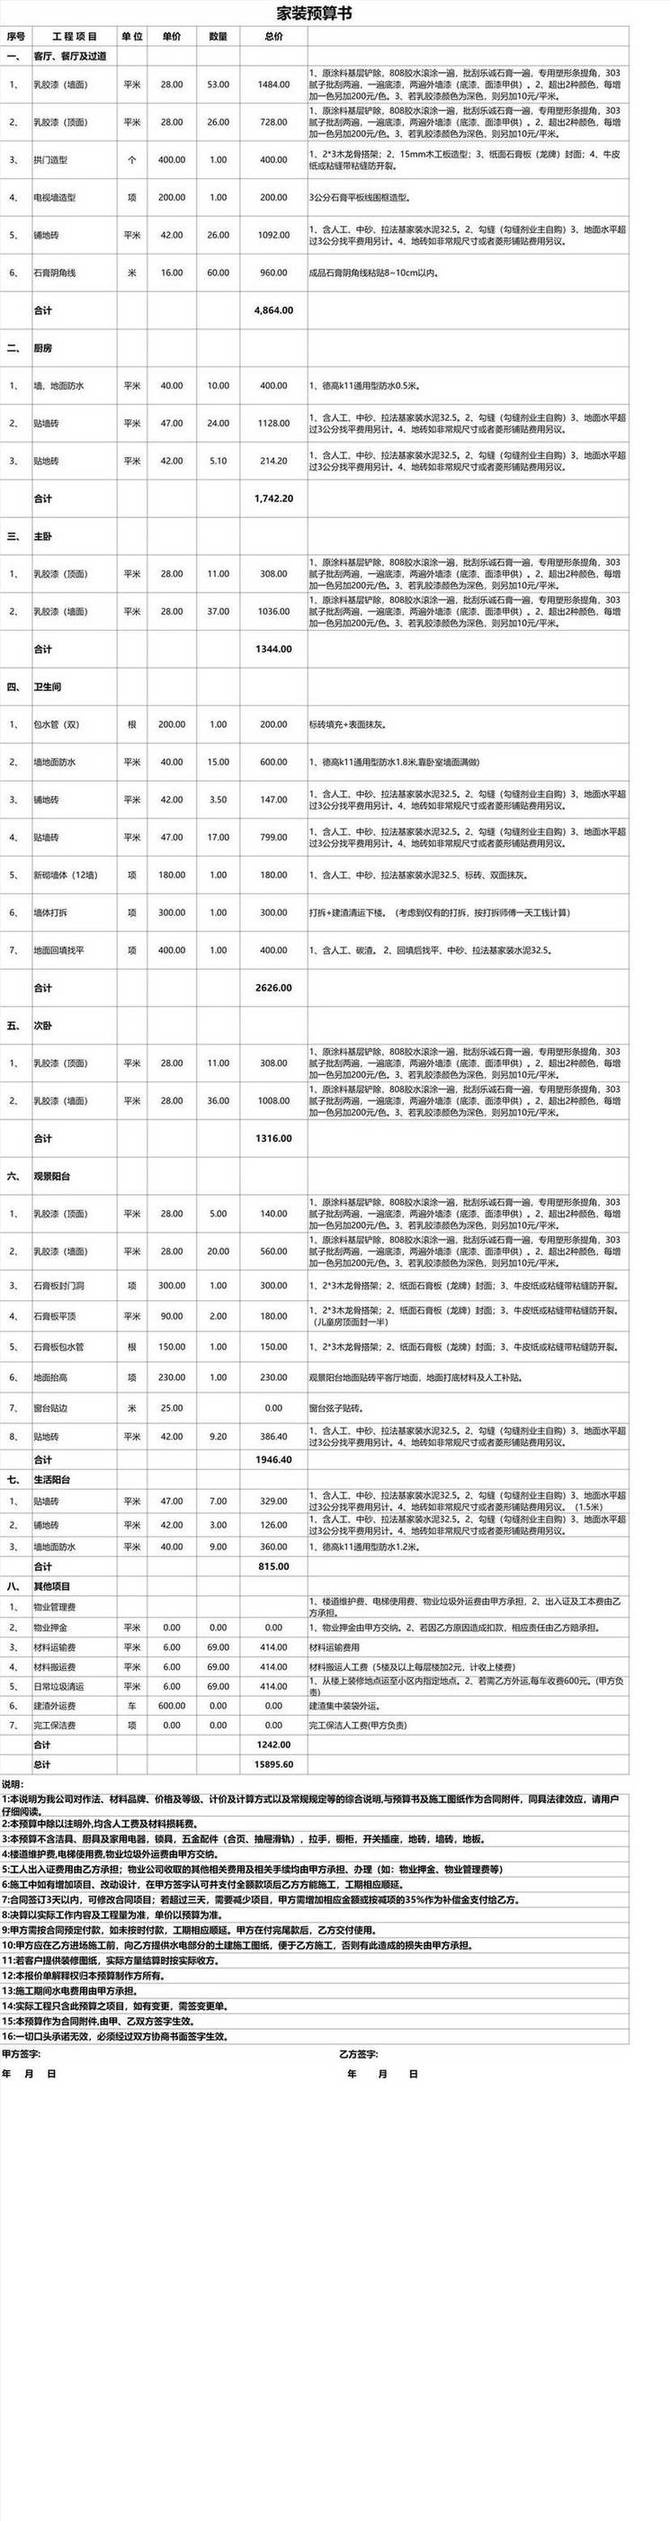 家装预算书
序号 工 程 项 目 单 位 单价 数量 总价
一、 客厅、餐厅及过道
1、 乳胶漆（墙面） 平米 28.00 53.00 1484.00 1、原涂料基层铲除，808胶水滚涂一遍，批刮乐诚石膏一遍，专用塑形条提角，303
腻子批刮两遍，一遍底漆，两遍外墙漆（底漆、面漆甲供）。2、超出2种颜色，每增
加一色另加200元/色。3、若乳胶漆颜色为深色，则另加10元/平米。
2、 乳胶漆（顶面） 平米 28.00 26.00 728.00 1、原涂料基层铲除，808胶水滚涂一遍，批刮乐诚石膏一遍，专用塑形条提角，303
腻子批刮两遍，一遍底漆，两遍外墙漆（底漆、面漆甲供）。2、超出2种颜色，每增
加一色另加200元/色。3、若乳胶漆颜色为深色，则另加10元/平米。
3、 拱门造型 个 400.00 1.00 400.00 1、2*3木龙骨搭架；2、15mm木工板造型；3、纸面石膏板（龙牌）封面；4、牛皮
纸或粘缝带粘缝防开裂。
4、 电视墙造型 项 200.00 1.00 200.00 3公分石膏平板线围框造型。
5、 铺地砖 平米 42.00 26.00 1092.00 1、含人工、中砂、拉法基家装水泥32.5。2、勾缝（勾缝剂业主自购）3、地面水平超
过3公分找平费用另计。4、地砖如非常规尺寸或者菱形铺贴费用另议。
6、 石膏阴角线 米 16.00 60.00 960.00 成品石膏阴角线粘贴8~10cm以内。
合计 4,864.00
二、 厨房
1、 墙、地面防水 平米 40.00 10.00 400.00 1、德高k11通用型防水0.5米。
2、 贴墙砖 平米 47.00 24.00 1128.00 1、含人工、中砂、拉法基家装水泥32.5。2、勾缝（勾缝剂业主自购）3、地面水平超
过3公分找平费用另计。4、地砖如非常规尺寸或者菱形铺贴费用另议。
3、 贴地砖 平米 42.00 5.10 214.20 1、含人工、中砂、拉法基家装水泥32.5。2、勾缝（勾缝剂业主自购）3、地面水平超
过3公分找平费用另计。4、地砖如非常规尺寸或者菱形铺贴费用另议。
合计 1,742.20
三、 主卧
1、 乳胶漆（顶面） 平米 28.00 11.00 308.00 1、原涂料基层铲除，808胶水滚涂一遍，批刮乐诚石膏一遍，专用塑形条提角，303
腻子批刮两遍，一遍底漆，两遍外墙漆（底漆、面漆甲供）。2、超出2种颜色，每增
加一色另加200元/色。3、若乳胶漆颜色为深色，则另加10元/平米。
2、 乳胶漆（墙面） 平米 28.00 37.00 1036.00 1、原涂料基层铲除，808胶水滚涂一遍，批刮乐诚石膏一遍，专用塑形条提角，303
腻子批刮两遍，一遍底漆，两遍外墙漆（底漆、面漆甲供）。2、超出2种颜色，每增
加一色另加200元/色。3、若乳胶漆颜色为深色，则另加10元/平米。
合计 1344.00
四、 卫生间
1、 包水管（双） 根 200.00 1.00 200.00 标砖填充+表面抹灰。
2、 墙地面防水 平米 40.00 15.00 600.00 1、德高k11通用型防水1.8米,靠卧室墙面满做)
3、 铺地砖 平米 42.00 3.50 147.00 1、含人工、中砂、拉法基家装水泥32.5。2、勾缝（勾缝剂业主自购）3、地面水平超
过3公分找平费用另计。4、地砖如非常规尺寸或者菱形铺贴费用另议。
4、 贴墙砖 平米 47.00 17.00 799.00 1、含人工、中砂、拉法基家装水泥32.5。2、勾缝（勾缝剂业主自购）3、地面水平超
过3公分找平费用另计。4、地砖如非常规尺寸或者菱形铺贴费用另议。
5、 新砌墙体（12墙） 项 180.00 1.00 180.00 1、含人工、中砂、拉法基家装水泥32.5、标砖、双面抹灰。
6、 墙体打拆 项 300.00 1.00 300.00 打拆+建渣清运下楼。（考虑到仅有的打拆，按打拆师傅一天工钱计算）
7、 地面回填找平 项 400.00 1.00 400.00 1、含人工、碳渣。 2、回填后找平、中砂、拉法基家装水泥32.5。
合计 2626.00
五、 次卧
1、 乳胶漆（顶面） 平米 28.00 11.00 308.00 1、原涂料基层铲除，808胶水滚涂一遍，批刮乐诚石膏一遍，专用塑形条提角，303
腻子批刮两遍，一遍底漆，两遍外墙漆（底漆、面漆甲供）。2、超出2种颜色，每增
加一色另加200元/色。3、若乳胶漆颜色为深色，则另加10元/平米。
2、 乳胶漆（墙面） 平米 28.00 36.00 1008.00 1、原涂料基层铲除，808胶水滚涂一遍，批刮乐诚石膏一遍，专用塑形条提角，303
腻子批刮两遍，一遍底漆，两遍外墙漆（底漆、面漆甲供）。2、超出2种颜色，每增
加一色另加200元/色。3、若乳胶漆颜色为深色，则另加10元/平米。
合计 1316.00
六、 观景阳台
1、 乳胶漆（顶面） 平米 28.00 5.00 140.00 1、原涂料基层铲除，808胶水滚涂一遍，批刮乐诚石膏一遍，专用塑形条提角，303
腻子批刮两遍，一遍底漆，两遍外墙漆（底漆、面漆甲供）。2、超出2种颜色，每增
加一色另加200元/色。3、若乳胶漆颜色为深色，则另加10元/平米。
2、 乳胶漆（墙面） 平米 28.00 20.00 560.00 1、原涂料基层铲除，808胶水滚涂一遍，批刮乐诚石膏一遍，专用塑形条提角，303
腻子批刮两遍，一遍底漆，两遍外墙漆（底漆、面漆甲供）。2、超出2种颜色，每增
加一色另加200元/色。3、若乳胶漆颜色为深色，则另加10元/平米。
3、 石膏板封门洞 项 300.00 1.00 300.00 1、2*3木龙骨搭架；2、纸面石膏板（龙牌）封面；3、牛皮纸或粘缝带粘缝防开裂。
4、 石膏板平顶 平米 90.00 2.00 180.00 1、2*3木龙骨搭架；2、纸面石膏板（龙牌）封面；3、牛皮纸或粘缝带粘缝防开裂。
（儿童房顶面封一半）
5、 石膏板包水管 根 150.00 1.00 150.00 1、2*3木龙骨搭架；2、纸面石膏板（龙牌）封面；3、牛皮纸或粘缝带粘缝防开裂。
6、 地面抬高 项 230.00 1.00 230.00 观景阳台地面贴砖平客厅地面，地面打底材料及人工补贴。
7、 窗台贴边 米 25.00 0.00 窗台弦子贴砖。
8、 贴地砖 平米 42.00 9.20 386.40 1、含人工、中砂、拉法基家装水泥32.5。2、勾缝（勾缝剂业主自购）3、地面水平超
过3公分找平费用另计。4、地砖如非常规尺寸或者菱形铺贴费用另议。
合计 1946.40
七、 生活阳台
1、 贴墙砖 平米 47.00 7.00 329.00 1、含人工、中砂、拉法基家装水泥32.5。2、勾缝（勾缝剂业主自购）3、地面水平超
过3公分找平费用另计。4、地砖如非常规尺寸或者菱形铺贴费用另议。（1.5米）
2、 铺地砖 平米 42.00 3.00 126.00 1、含人工、中砂、拉法基家装水泥32.5。2、勾缝（勾缝剂业主自购）3、地面水平超
过3公分找平费用另计。4、地砖如非常规尺寸或者菱形铺贴费用另议。
3、 墙地面防水 平米 40.00 9.00 360.00 1、德高k11通用型防水1.2米。
合计 815.00
八、 其他项目
1、 物业管理费 1、楼道维护费、电梯使用费、物业垃圾外运费由甲方承担，2、出入证及工本费由乙
方承担。
2、 物业押金 平米 0.00 0.00 0.00 1、物业押金由甲方交纳。2、若因乙方原因造成扣款，相应责任由乙方赔承担。
3、 材料运输费 平米 6.00 69.00 414.00 材料运输费用
4、 材料搬运费 平米 6.00 69.00 414.00 材料搬运人工费（5楼及以上每层楼加2元，计收上楼费）
5、 日常垃圾清运 平米 6.00 69.00 414.00 1、从楼上装修地点运至小区内指定地点。2、若需乙方外运,每车收费600元。(甲方负
责)
6、 建渣外运费 车 600.00 0.00 0.00 建渣集中装袋外运。
7、 完工保洁费 项 0.00 0.00 0.00 完工保洁人工费(甲方负责)
合计 1242.00
总计 15895.60
说明：
1:本说明为我公司对作法、材料品牌、价格及等级、计价及计算方式以及常规规定等的综合说明,与预算书及施工图纸作为合同附件，同具法律效应，请用户
仔细阅读。
2:本预算中除以注明外,均含人工费及材料损耗费。
3:本预算不含洁具、厨具及家用电器，锁具，五金配件（合页、抽屉滑轨），拉手，橱柜，开关插座，地砖，墙砖，地板。
4:楼道维护费,电梯使用费,物业垃圾外运费由甲方交纳。
5:工人出入证费用由乙方承担；物业公司收取的其他相关费用及相关手续均由甲方承担、办理（如：物业押金、物业管理费等）
6:施工中如有增加项目、改动设计，在甲方签字认可并支付全额款项后乙方方能施工，工期相应顺延。
7:合同签订3天以内，可修改合同项目；若超过三天，需要减少项目，甲方需增加相应金额或按减项的35%作为补偿金支付给乙方。
8:决算以实际工作内容及工程量为准，单价以预算为准。
9:甲方需按合同预定付款，如未按时付款，工期相应顺延。甲方在付完尾款后，乙方交付使用。
10:甲方应在乙方进场施工前，向乙方提供水电部分的土建施工图纸，便于乙方施工，否则有此造成的损失由甲方承担。
11:若客户提供装修图纸，实际方量结算时按实际收方。
12:本报价单解释权归本预算制作方所有。
13:施工期间水电费用由甲方承担。
14:实际工程只含此预算之项目，如有变更，需签变更单。
15:本预算作为合同附件,由甲、乙双方签字生效。
16:一切口头承诺无效，必须经过双方协商书面签字生效。
甲方签字: 乙方签字:
年 月 日 年 月 日